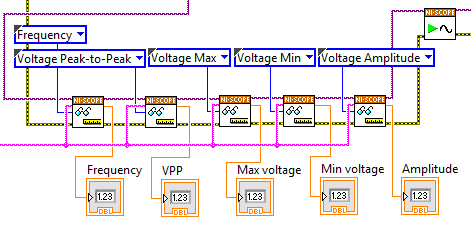 Frequency
Voltage Peak-to-Peak Voltage Max Voltage Min Voltage Amplitude
NI-SCOPE
NI-SCOPE NI-SCOPE NI-SCOPE NI-SCOPE NI-SCOPE
Frequency VPP Max voltage Min voltage Amplitude
1.23 1.23 1.23 1.23 1.23
DBL DBL DBL DBL DBL